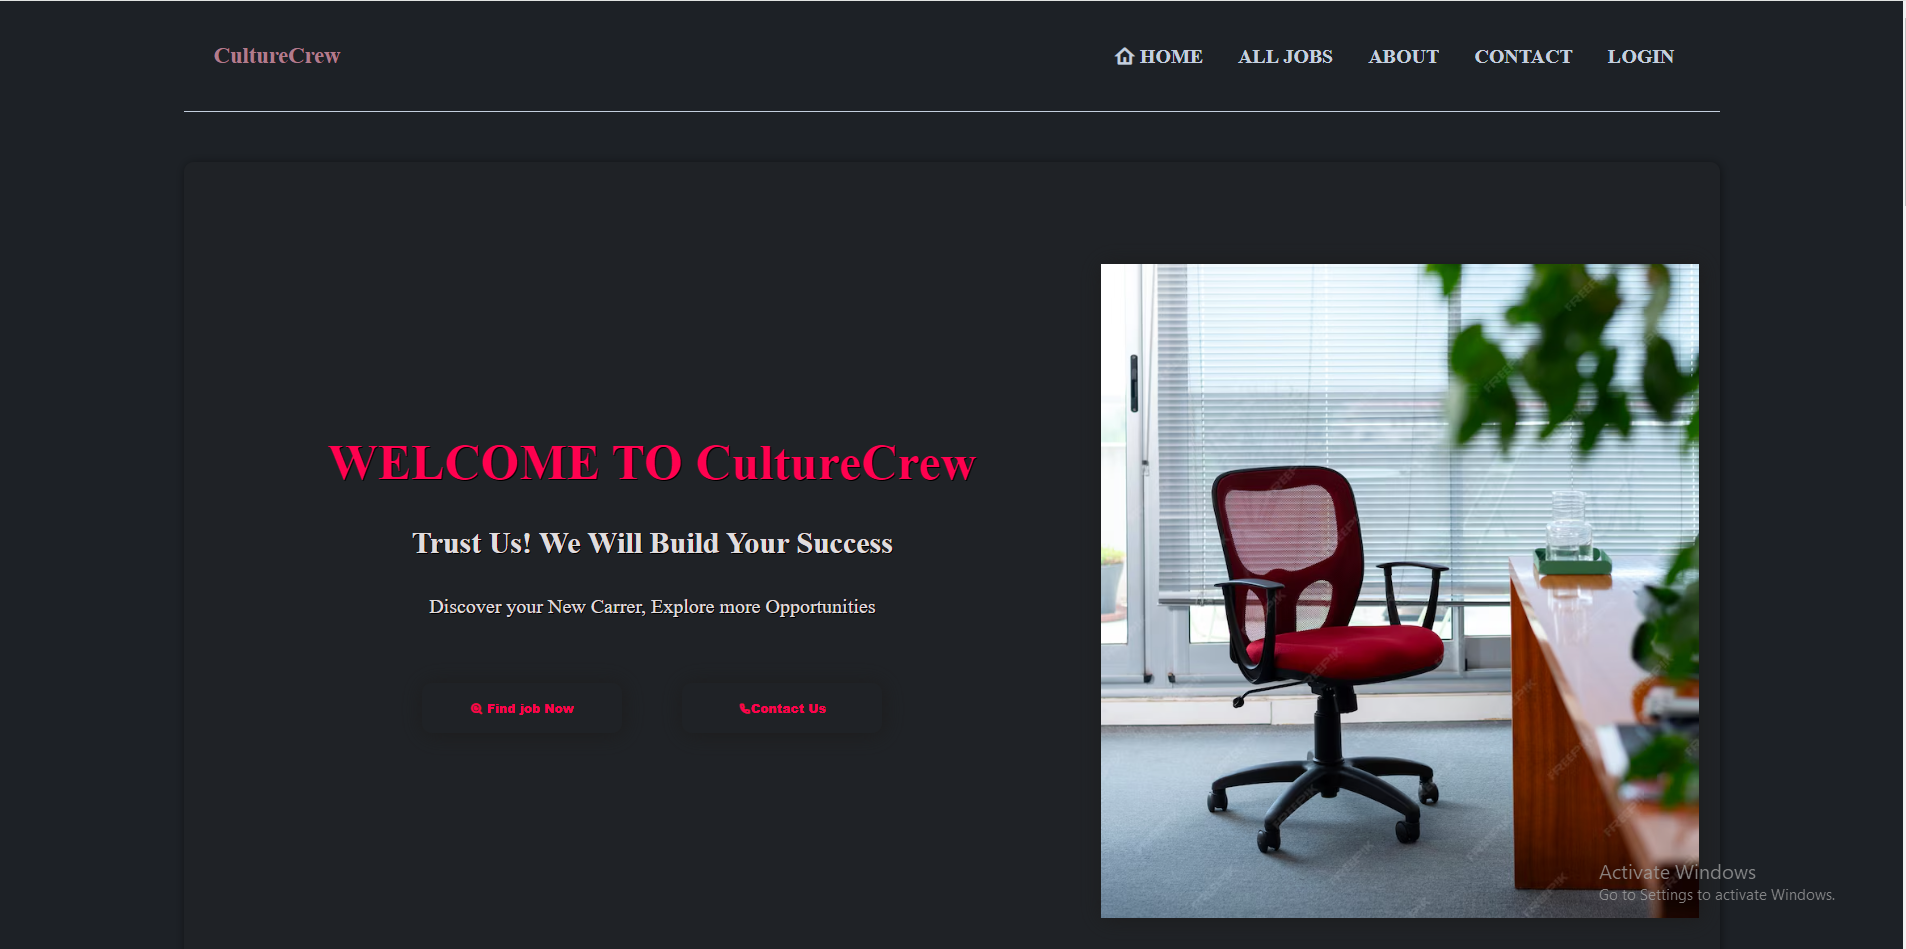 CultureCrew
HOME ALL JOBS ABOUT CONTACT LOGIN
WELCOME TO CultureCrew
Trust Us! We Will Build Your Success
Discover your New Carrer, Explore more Opportunities
Find job Now
Contact Us
FREEPIK
Activate Windows
Go to Settings to activate Windows.